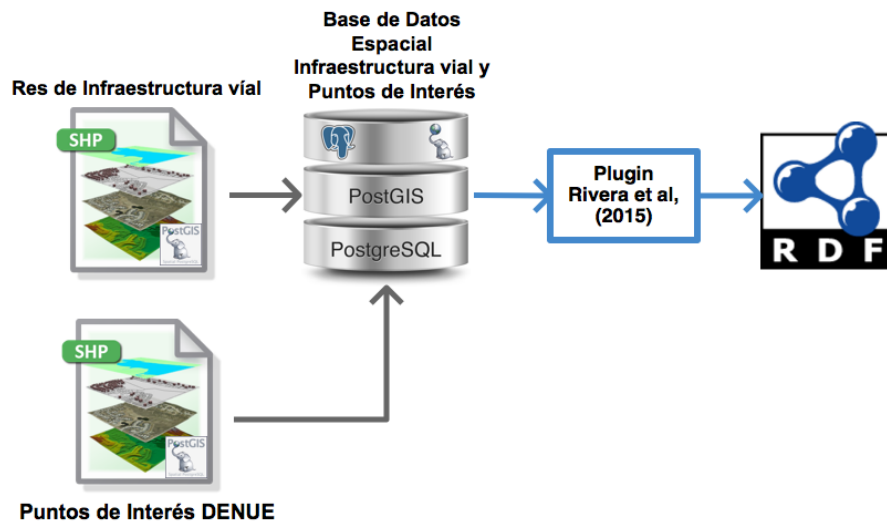 Base de Datos
Espacial
Infraestructura vial y
Puntos de Interés
Res de Infraestructura víal
SHP
PostGIS
PostGIS
PostgreSQL
Plugin
Rivera et al,
(2015)
RDF
SHP
PostGIS
Puntos de Interés DENUE